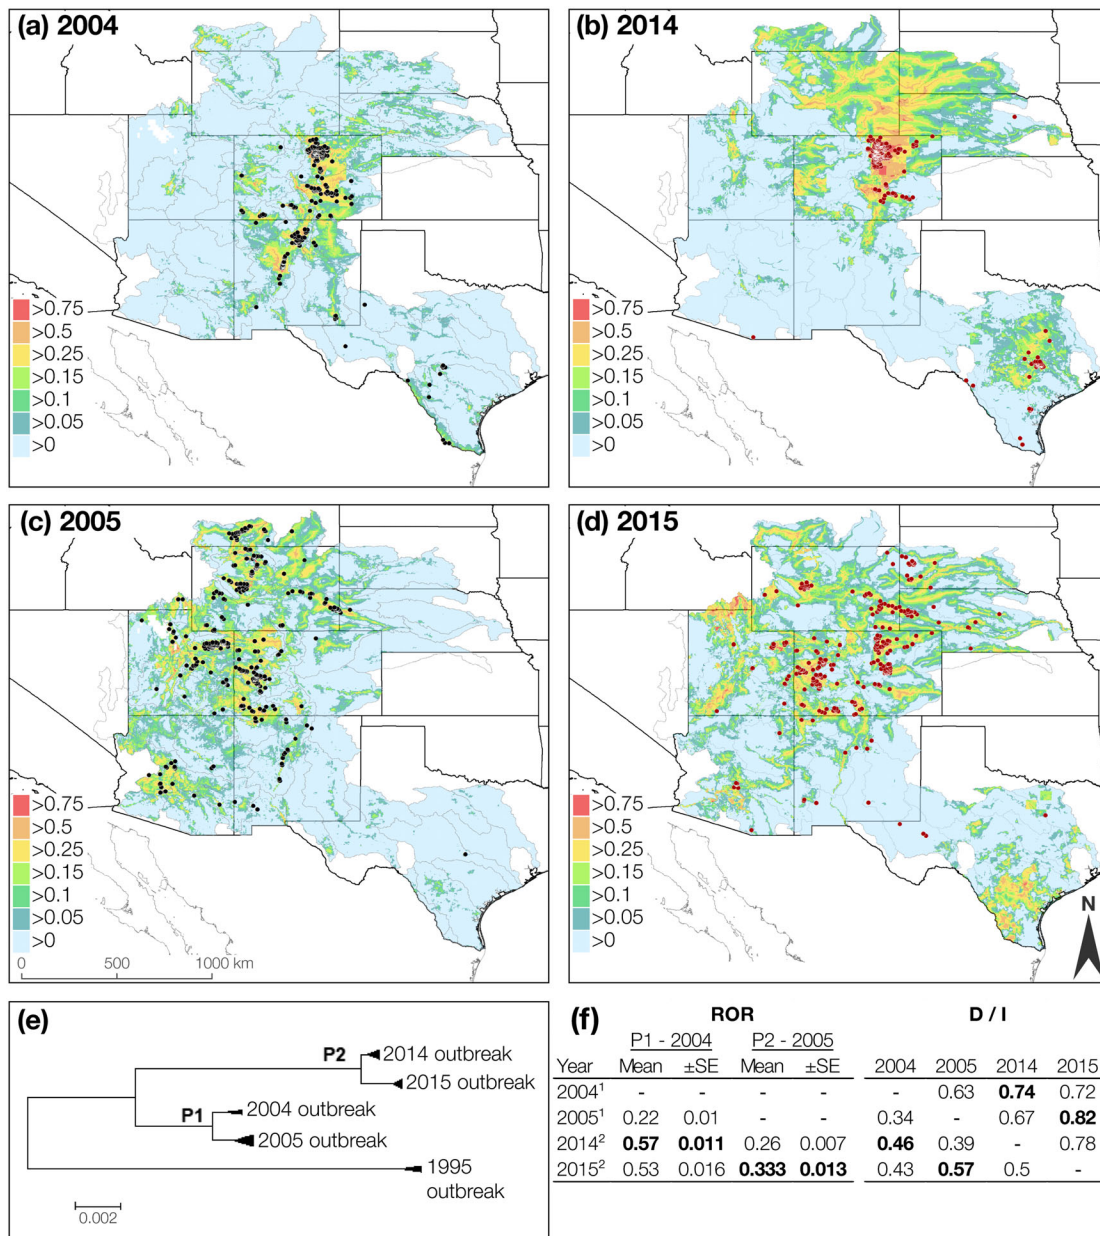 (a) 2004
>0.75
>0.5
>0.25
>0.15
>0.1
>0.05
>0
(b) 2014
>0.75
>0.5
>0.25
>0.15
>0.1
>0.05
>0
(c) 2005
>0.75
>0.5
>0.25
>0.15
>0.1
>0.05
>0
0 500 1000 km
(d) 2015
>0.75
>0.5
>0.25
>0.15
>0.1
>0.05
>0
N
(e)
P2
2014 outbreak
2015 outbreak
P1
2004 outbreak
2005 outbreak
1995
outbreak
0.002
(f) ROR D / I
P1 - 2004 P2 - 2005
Year Mean ±SE Mean ±SE 2004 2005 2014 2015
2004¹ - - - - - 0.63 0.74 0.72
2005¹ 0.22 0.01 - - 0.34 - 0.67 0.82
2014² 0.57 0.011 0.26 0.007 0.46 0.39 - 0.78
2015² 0.53 0.016 0.333 0.013 0.43 0.57 0.5 -